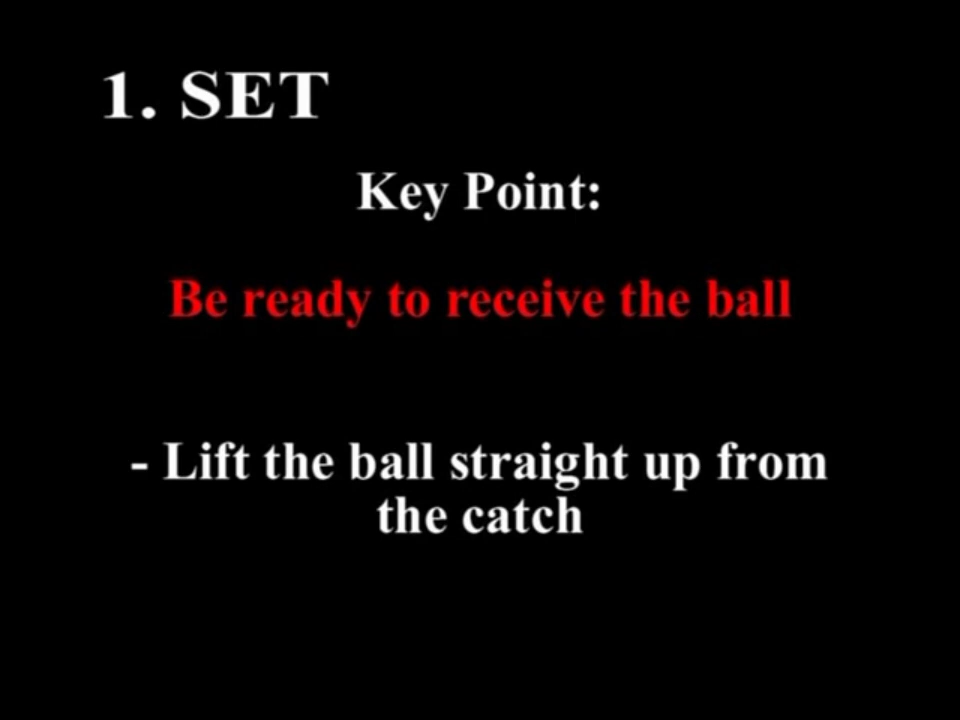 1. SET
Key Point:
Be ready to receive the ball
- Lift the ball straight up from
the catch